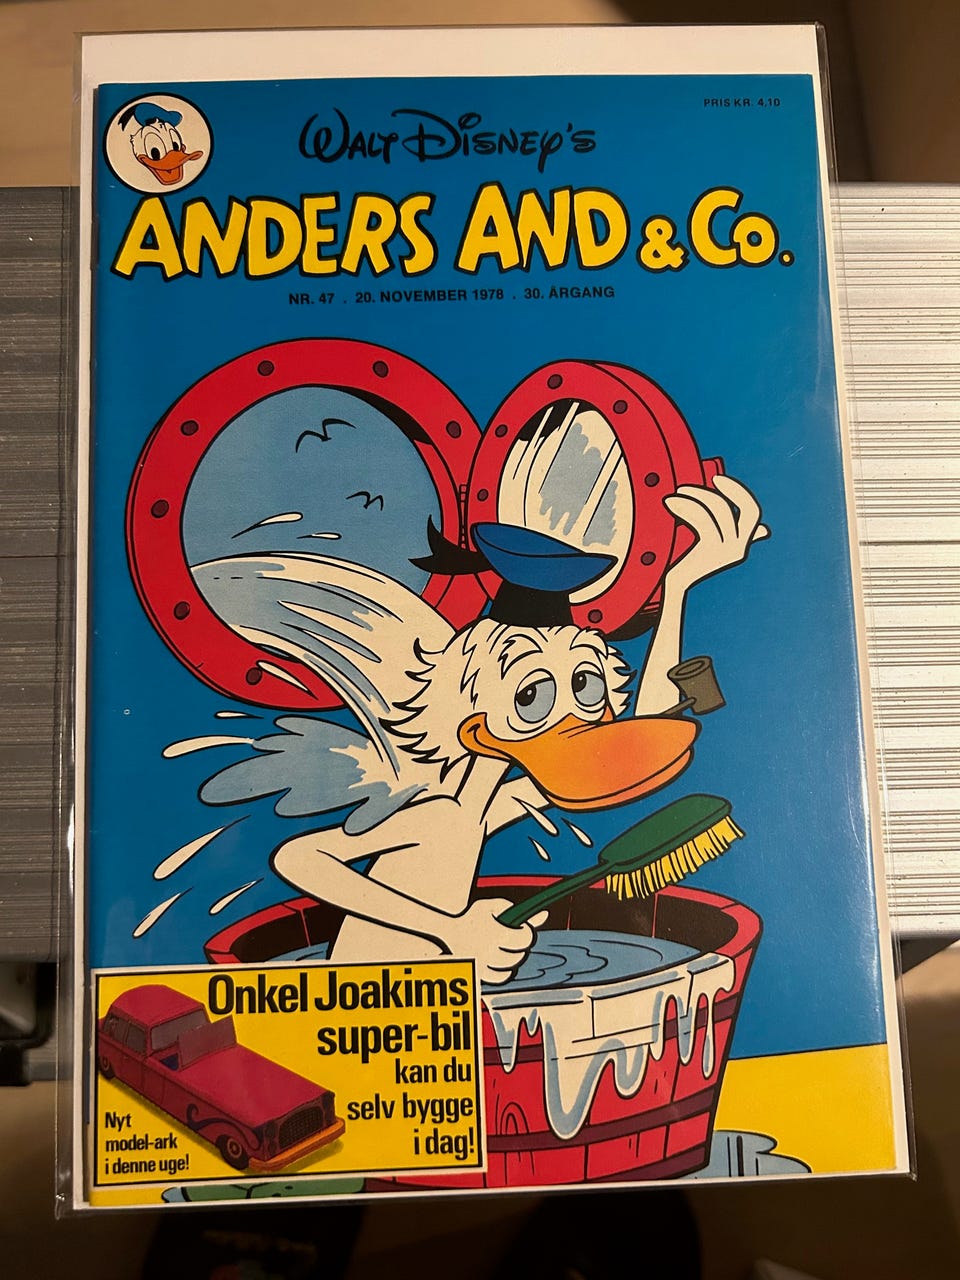 PRIS KR. 4,10
WALT DISNEY'S
ANDERS AND & Co.
NR. 47 . 20. NOVEMBER 1978 . 30. ÅRGANG
Onkel Joakims
super-bil
kan du
selv bygge
i dag!
Nyt
model-ark
i denne uge!